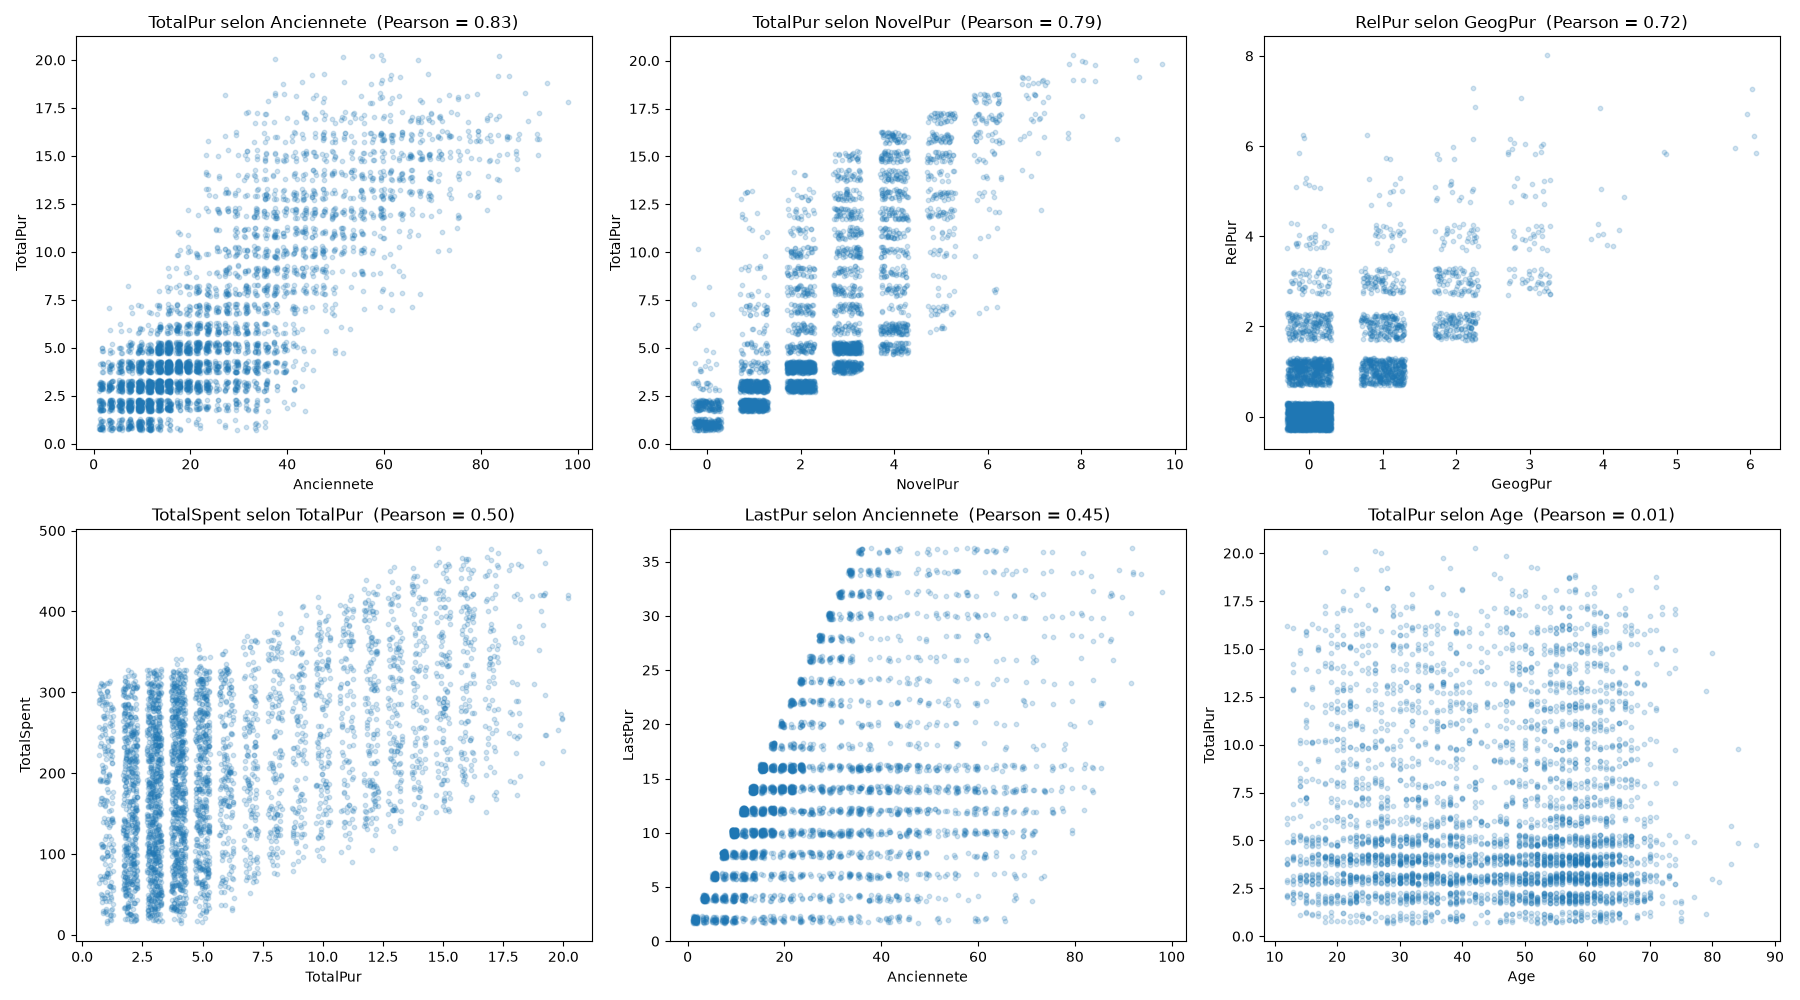 TotalPur selon Anciennete  (Pearson = 0.83)
TotalPur
20.0
17.5
15.0
12.5
10.0
7.5
5.0
2.5
0.0
0 20 40 60 80 100
Anciennete
TotalPur selon NovelPur  (Pearson = 0.79)
TotalPur
20.0
17.5
15.0
12.5
10.0
7.5
5.0
2.5
0.0
0 2 4 6 8 10
NovelPur
RelPur selon GeogPur  (Pearson = 0.72)
RelPur
8
6
4
2
0
0 1 2 3 4 5 6
GeogPur
TotalSpent selon TotalPur  (Pearson = 0.50)
TotalSpent
500
400
300
200
100
0
0.0 2.5 5.0 7.5 10.0 12.5 15.0 17.5 20.0
TotalPur
LastPur selon Anciennete  (Pearson = 0.45)
LastPur
35
30
25
20
15
10
5
0
0 20 40 60 80 100
Anciennete
TotalPur selon Age  (Pearson = 0.01)
TotalPur
20.0
17.5
15.0
12.5
10.0
7.5
5.0
2.5
0.0
10 20 30 40 50 60 70 80 90
Age